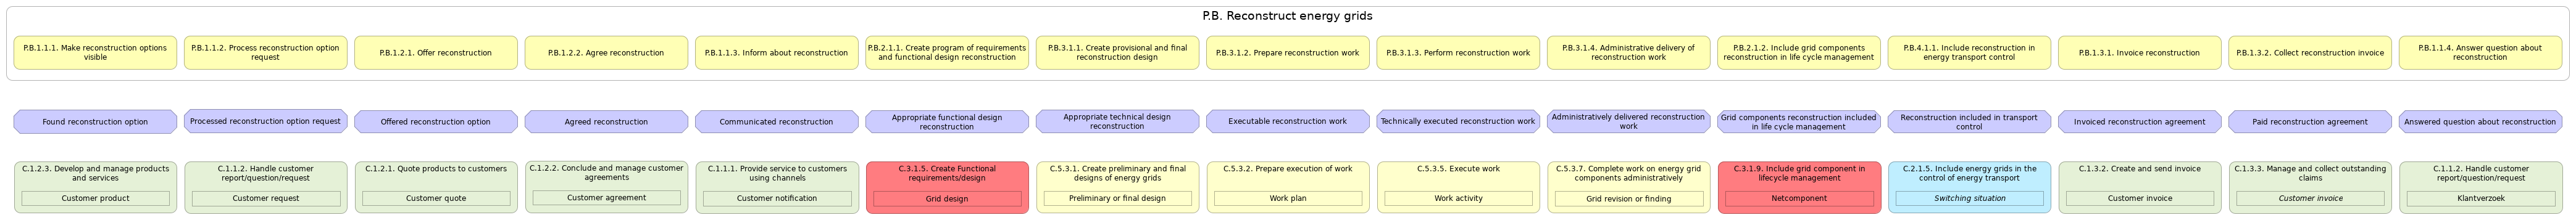 P.B. Reconstruct energy grids
P.B.1.1.1. Make reconstruction options
visible
P.B.1.1.2. Process reconstruction option
request
P.B.1.2.1. Offer reconstruction
P.B.1.2.2. Agree reconstruction
P.B.1.1.3. Inform about reconstruction
P.B.2.1.1. Create program of requirements
and functional design reconstruction
P.B.3.1.1. Create provisional and final
reconstruction design
P.B.3.1.2. Prepare reconstruction work
P.B.3.1.3. Perform reconstruction work
P.B.3.1.4. Administrative delivery of
reconstruction work
P.B.2.1.2. Include grid components
reconstruction in life cycle management
P.B.4.1.1. Include reconstruction in
energy transport control
P.B.1.3.1. Invoice reconstruction
P.B.1.3.2. Collect reconstruction invoice
P.B.1.1.4. Answer question about
reconstruction
Found reconstruction option
Processed reconstruction option request
Offered reconstruction option
Agreed reconstruction
Communicated reconstruction
Appropriate functional design
reconstruction
Appropriate technical design
reconstruction
Executable reconstruction work
Technically executed reconstruction work
Administratively delivered reconstruction
work
Grid components reconstruction included
in life cycle management
Reconstruction included in transport
control
Invoiced reconstruction agreement
Paid reconstruction agreement
Answered question about reconstruction
C.1.2.3. Develop and manage products
and services
Customer product
C.1.1.2. Handle customer
report/question/request
Customer request
C.1.2.1. Quote products to customers
Customer quote
C.1.2.2. Conclude and manage customer
agreements
Customer agreement
C.1.1.1. Provide service to customers
using channels
Customer notification
C.3.1.5. Create Functional
requirements/design
Grid design
C.5.3.1. Create preliminary and final
designs of energy grids
Preliminary or final design
C.5.3.2. Prepare execution of work
Work plan
C.5.3.5. Execute work
Work activity
C.5.3.7. Complete work on energy grid
components administratively
Grid revision or finding
C.3.1.9. Include grid component in
lifecycle management
Netcomponent
C.2.1.5. Include energy grids in the
control of energy transport
Switching situation
C.1.3.2. Create and send invoice
Customer invoice
C.1.3.3. Manage and collect outstanding
claims
Customer invoice
C.1.1.2. Handle customer
report/question/request
Klantverzoek